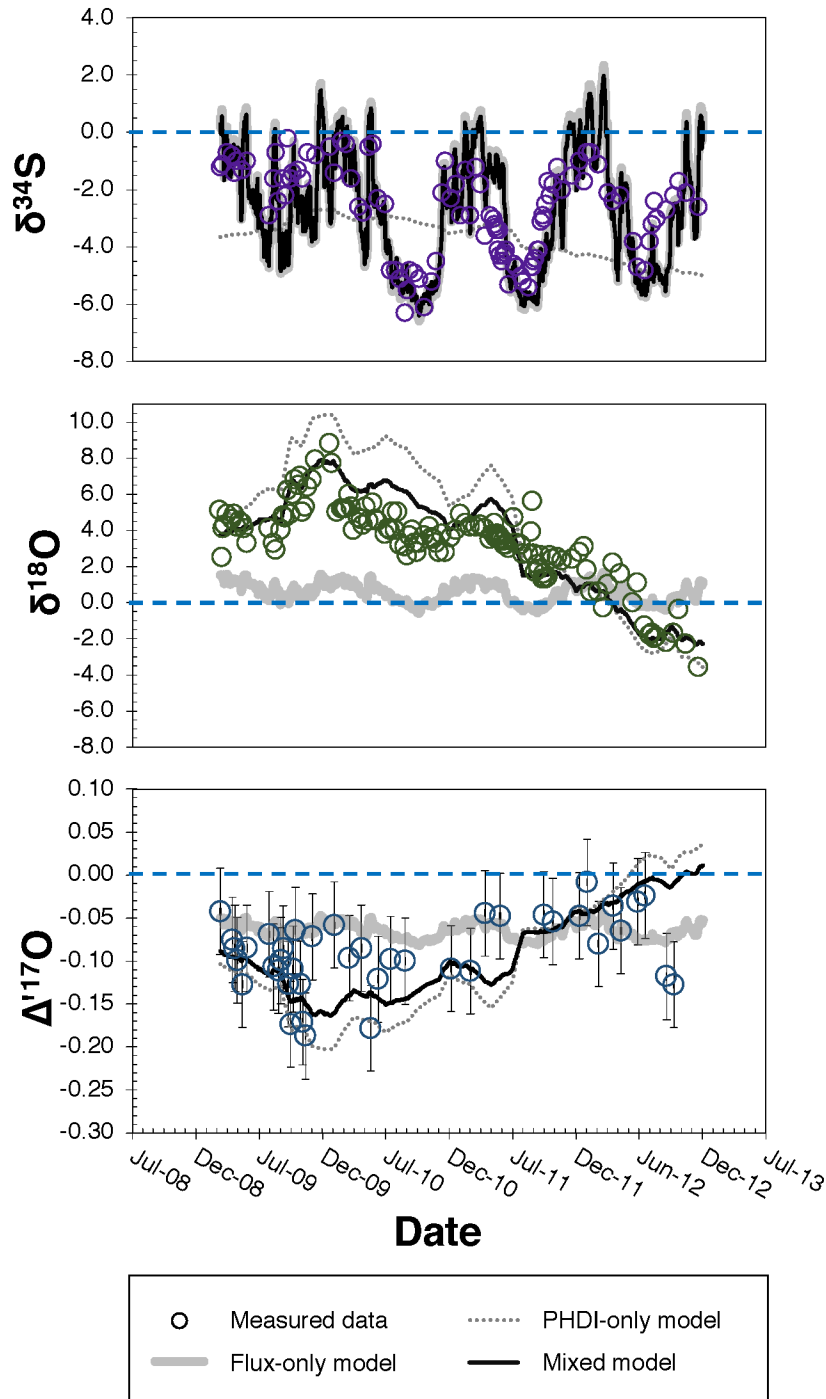 4.0
2.0
0.0
-2.0
-4.0
-6.0
-8.0
δ³⁴S
10.0
8.0
6.0
4.0
2.0
0.0
-2.0
-4.0
-6.0
-8.0
δ¹⁸O
0.10
0.05
0.00
-0.05
-0.10
-0.15
-0.20
-0.25
-0.30
Δ'¹⁷O
Jul-08
Dec-08
Jul-09
Dec-09
Jul-10
Dec-10
Jul-11
Dec-11
Jun-12
Dec-12
Jul-13
Date
Measured data
PHDI-only model
Flux-only model
Mixed model